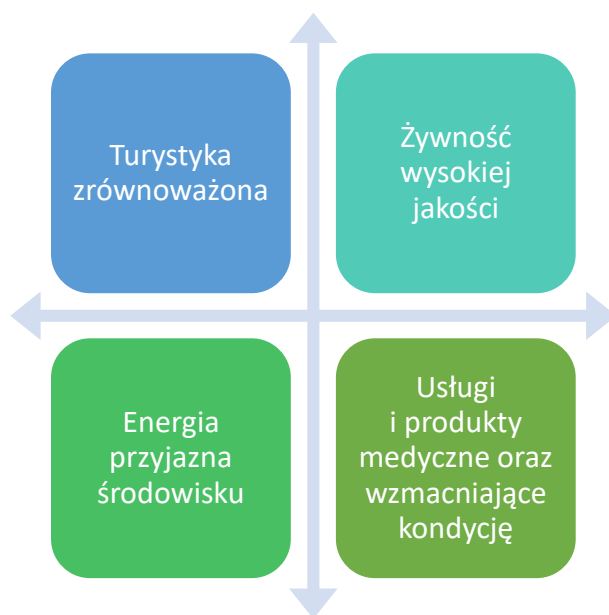 Turystyka
zrównoważona
Żywność
wysokiej
jakości
Energia
przyjazna
środowisku
Usługi
i produkty
medyczne oraz
wzmacniające
kondycję